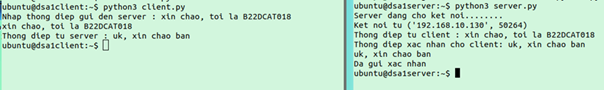 ubuntu@dsa1client:~$ python3 client.py
Nhap thong diep gui den server : xin chao, toi la B22DCAT018
xin chao, toi la B22DCAT018
Thong diep tu server : uk, xin chao ban
ubuntu@dsa1client:~$
ubuntu@dsa1server:~$ python3 server.py
Server dang cho ket noi........
Ket noi tu ('192.168.10.130', 50264)
Thong diep tu client : xin chao, toi la B22DCAT018
Thong diep xac nhan cho client: uk, xin chao ban
uk, xin chao ban
Da gui xac nhan
ubuntu@dsa1server:~$